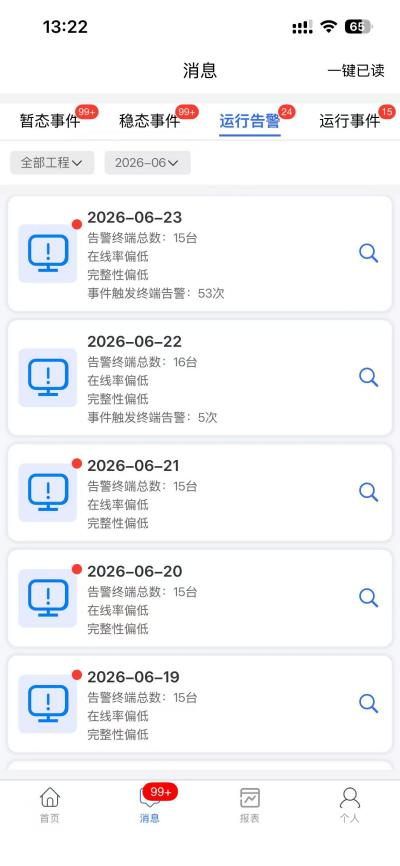 13:22
65
消息
一键已读
暂态事件 99+
稳态事件 99+
运行告警 24
运行事件 15
全部工程
2026-06
2026-06-23
告警终端总数：15台
在线率偏低
完整性偏低
事件触发终端告警：53次
2026-06-22
告警终端总数：16台
在线率偏低
完整性偏低
事件触发终端告警：5次
2026-06-21
告警终端总数：15台
在线率偏低
完整性偏低
2026-06-20
告警终端总数：15台
在线率偏低
完整性偏低
2026-06-19
告警终端总数：15台
在线率偏低
完整性偏低
99+
首页
消息
报表
个人